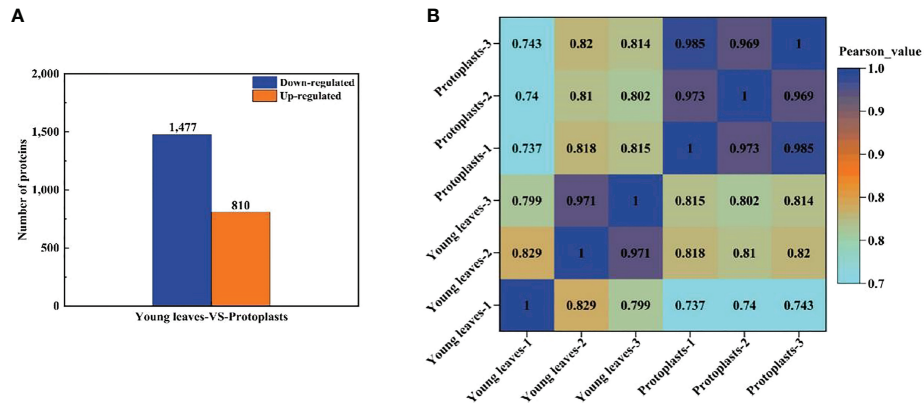 A
2,000
1,500
1,000
500
0
Number of proteins
Down-regulated
Up-regulated
1,477
810
Young leaves-VS-Protoplasts
B
Protoplasts-3 0.743 0.82 0.814 0.985 0.969 1
Protoplasts-2 0.74 0.81 0.802 0.973 1 0.969
Protoplasts-1 0.737 0.818 0.815 1 0.973 0.985
Young leaves-3 0.799 0.971 1 0.815 0.802 0.814
Young leaves-2 0.829 1 0.971 0.818 0.81 0.82
Young leaves-1 1 0.829 0.799 0.737 0.74 0.743
Young leaves-1 Young leaves-2 Young leaves-3 Protoplasts-1 Protoplasts-2 Protoplasts-3
Pearson_value
1.0
0.9
0.9
0.8
0.8
0.7